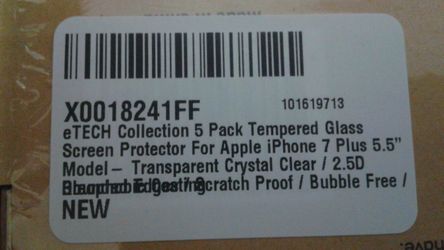 X0018241FF
101619713
eTECH Collection 5 Pack Tempered Glass
Screen Protector For Apple iPhone 7 Plus 5.5"
Model- Transparent Crystal Clear / 2.5D
Scratch Proof / Bubble Free /
NEW